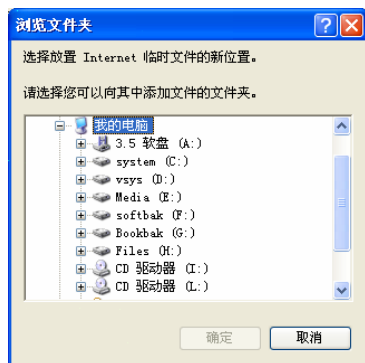 浏览文件夹
选择放置 Internet 临时文件的新位置。
请选择您可以向其中添加文件的文件夹。
我的电脑
3.5 软盘 (A:)
system (C:)
vsys (D:)
Media (E:)
softbak (F:)
Bookbak (G:)
Files (H:)
CD 驱动器 (I:)
CD 驱动器 (L:)
确定
取消